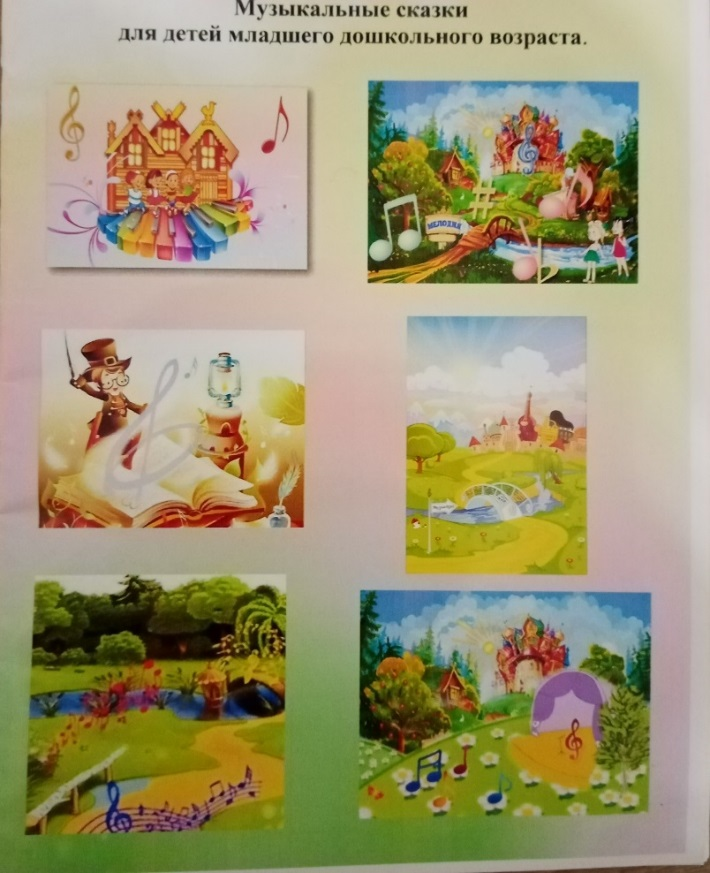 Музыкальные сказки
для детей младшего дошкольного возраста.
МЕЛОДИЯ